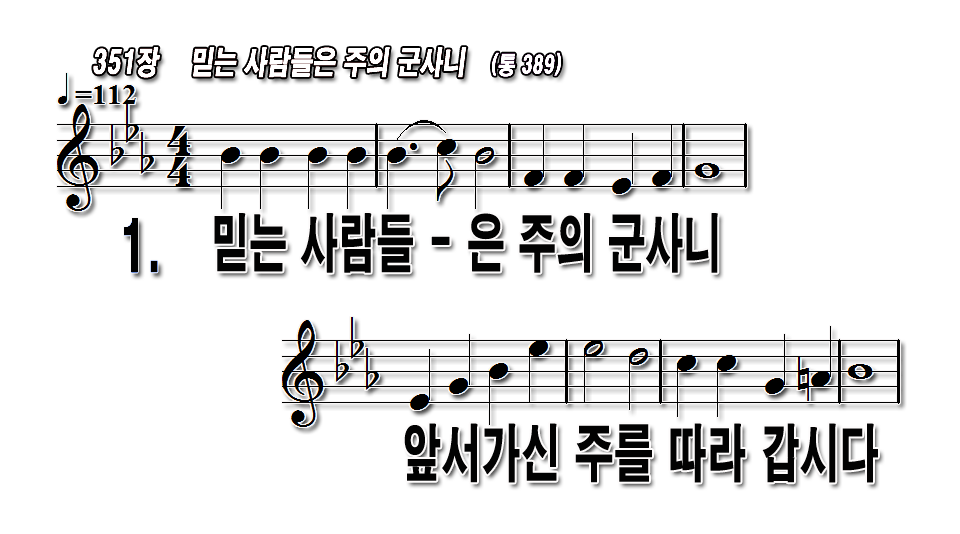 351장 믿는 사람들은 주의 군사니 (통 389)
♩=112
4
4
1. 믿는 사람들 - 은 주의 군사니
앞서가신 주를 따라 갑시다